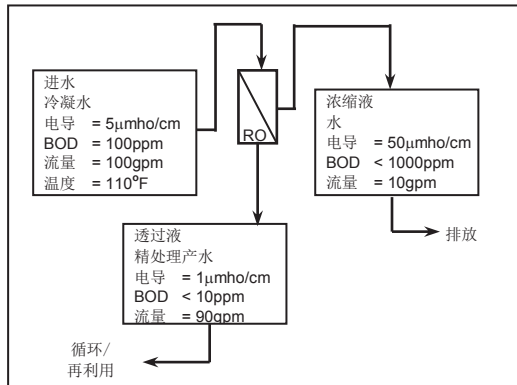 进水
冷凝水
电导 = 5μmho/cm
BOD = 100ppm
流量 = 100gpm
温度 = 110°F
RO
浓缩液
水
电导 = 50μmho/cm
BOD < 1000ppm
流量 = 10gpm
排放
透过液
精处理产水
电导 = 1μmho/cm
BOD < 10ppm
流量 = 90gpm
循环/
再利用